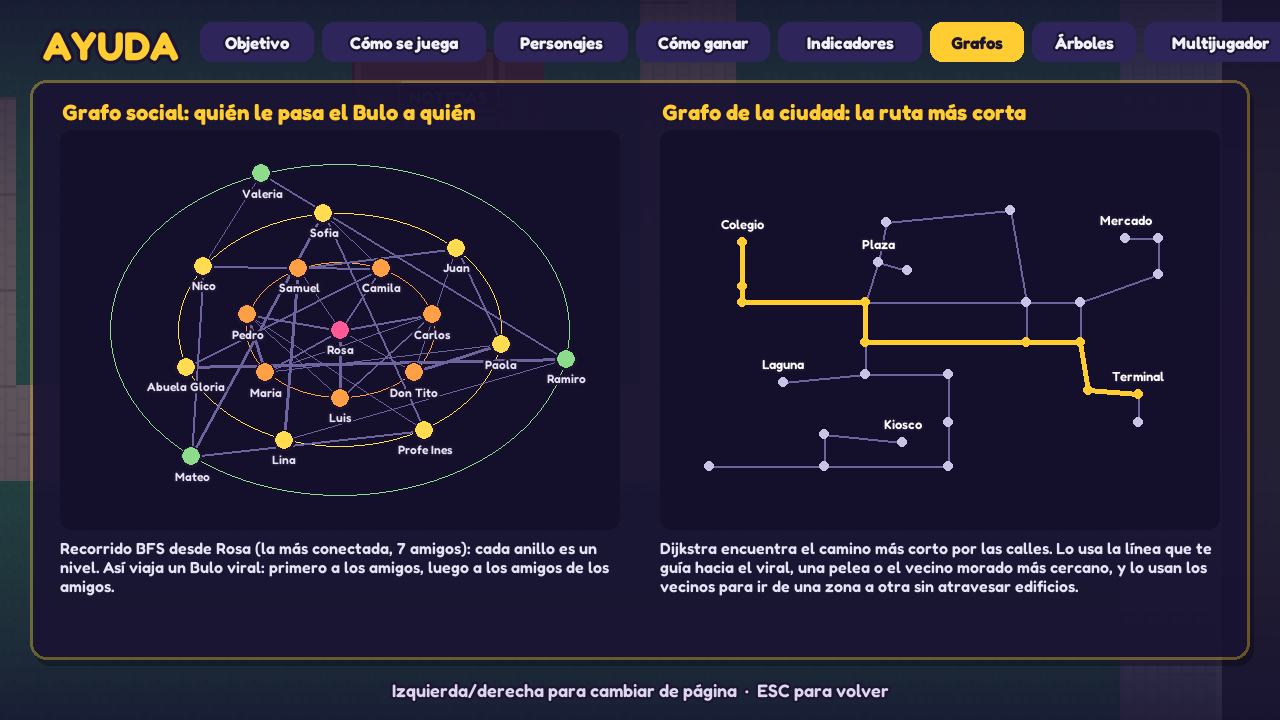 AYUDA
Objetivo
Cómo se juega
Personajes
Cómo ganar
Indicadores
Grafos
Árboles
Multijugador
Grafo social: quién le pasa el Bulo a quién
Valeria
Sofia
Juan
Nico
Samuel
Camila
Pedro
Carlos
Rosa
Paola
Ramiro
Abuela Gloria
Maria
Don Tito
Luis
Profe Ines
Lina
Mateo
Recorrido BFS desde Rosa (la más conectada, 7 amigos): cada anillo es un
nivel. Así viaja un Bulo viral: primero a los amigos, luego a los amigos de los
amigos.
Grafo de la ciudad: la ruta más corta
Colegio
Mercado
Plaza
Laguna
Terminal
Kiosco
Dijkstra encuentra el camino más corto por las calles. Lo usa la línea que te
guía hacia el viral, una pelea o el vecino morado más cercano, y lo usan los
vecinos para ir de una zona a otra sin atravesar edificios.
Izquierda/derecha para cambiar de página · ESC para volver